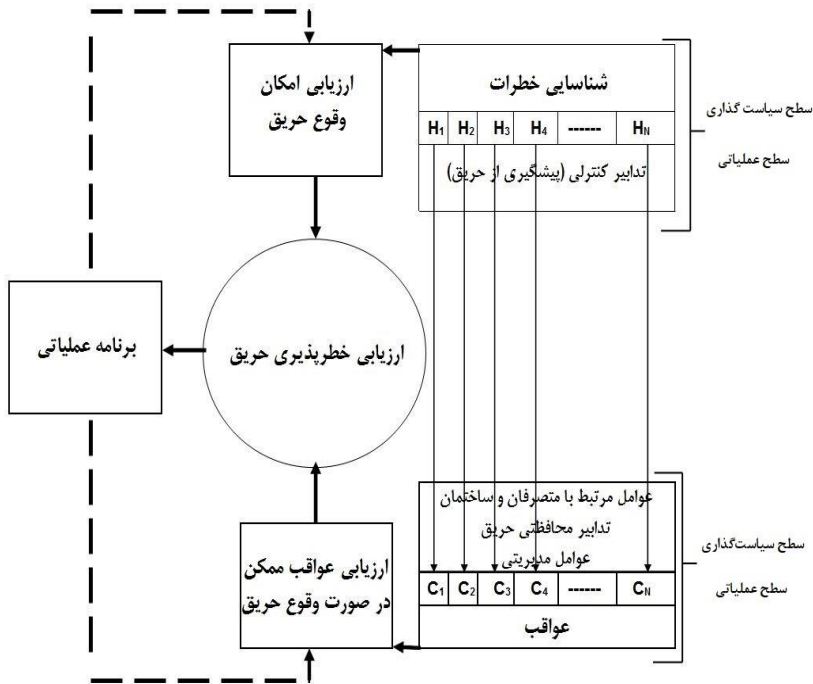 شناسایی خطرات
H₁ H₂ H₃ H₄ ------ H_N
تدابیر کنترلی (پیشگیری از حریق)
سطح سیاست گذاری
سطح عملیاتی
ارزیابی امکان
وقوع حریق
ارزیابی خطرپذیری حریق
برنامه عملیاتی
ارزیابی عواقب ممکن
در صورت وقوع حریق
عوامل مرتبط با متصرفان و ساختمان
تدابیر محافظتی حریق
عوامل مدیریتی
C₁ C₂ C₃ C₄ ------ C_N
عواقب
سطح سیاست‌گذاری
سطح عملیاتی